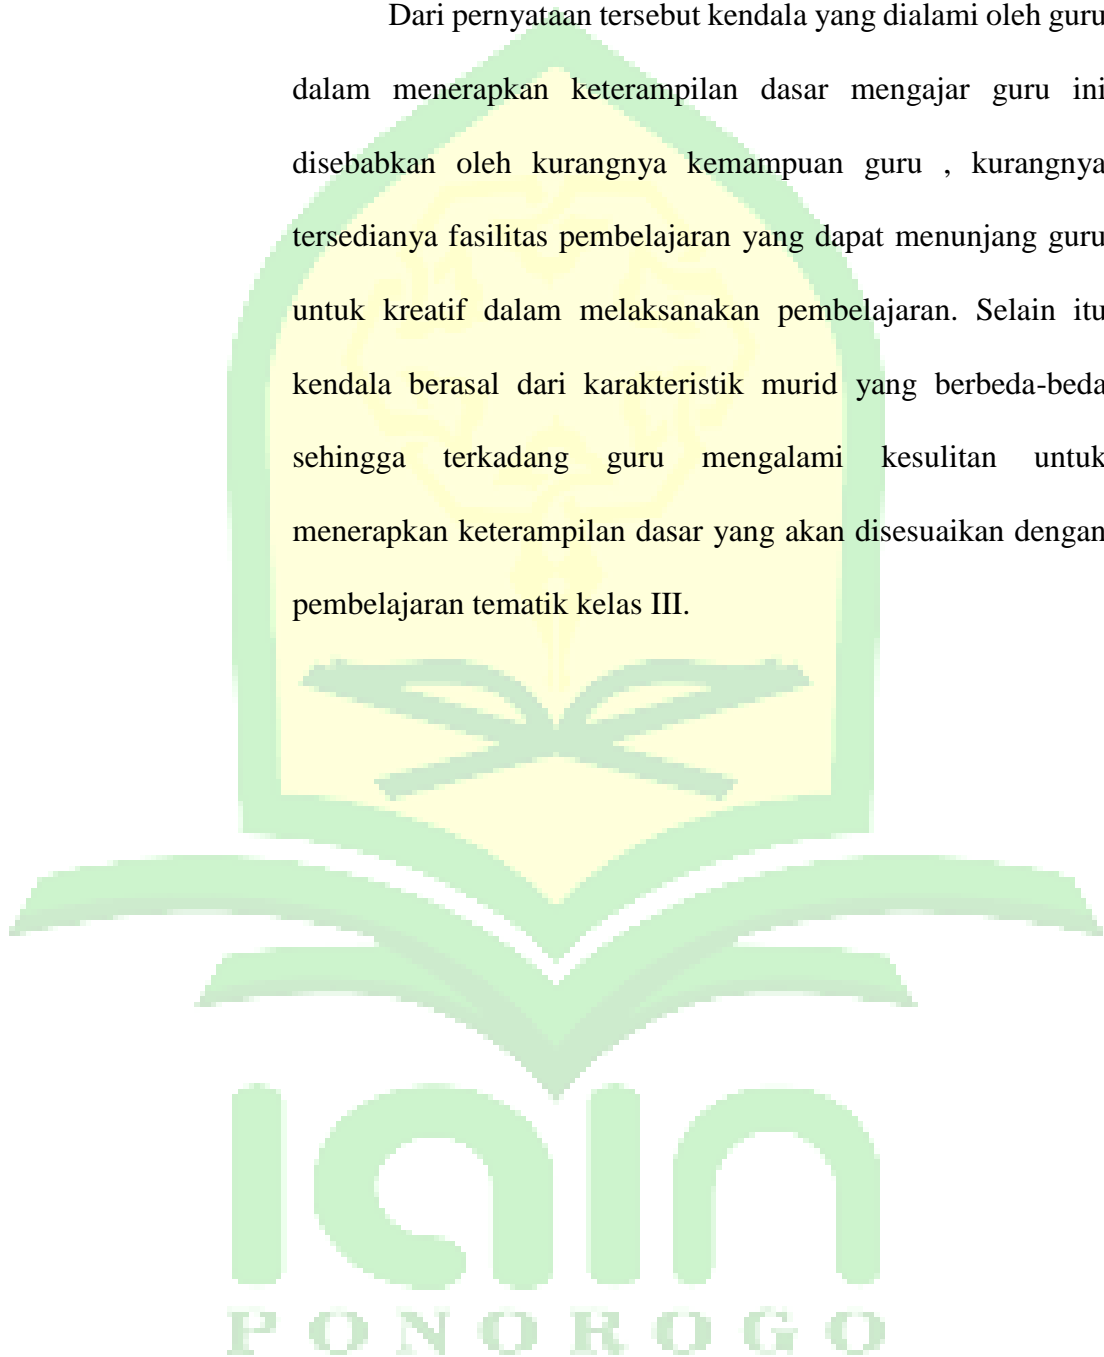 Dari pernyataan tersebut kendala yang dialami oleh guru
dalam menerapkan keterampilan dasar mengajar guru ini
disebabkan oleh kurangnya kemampuan guru , kurangnya
tersedianya fasilitas pembelajaran yang dapat menunjang guru
untuk kreatif dalam melaksanakan pembelajaran. Selain itu
kendala berasal dari karakteristik murid yang berbeda-beda
sehingga terkadang guru mengalami kesulitan untuk
menerapkan keterampilan dasar yang akan disesuaikan dengan
pembelajaran tematik kelas III.
iain
PONOROGO